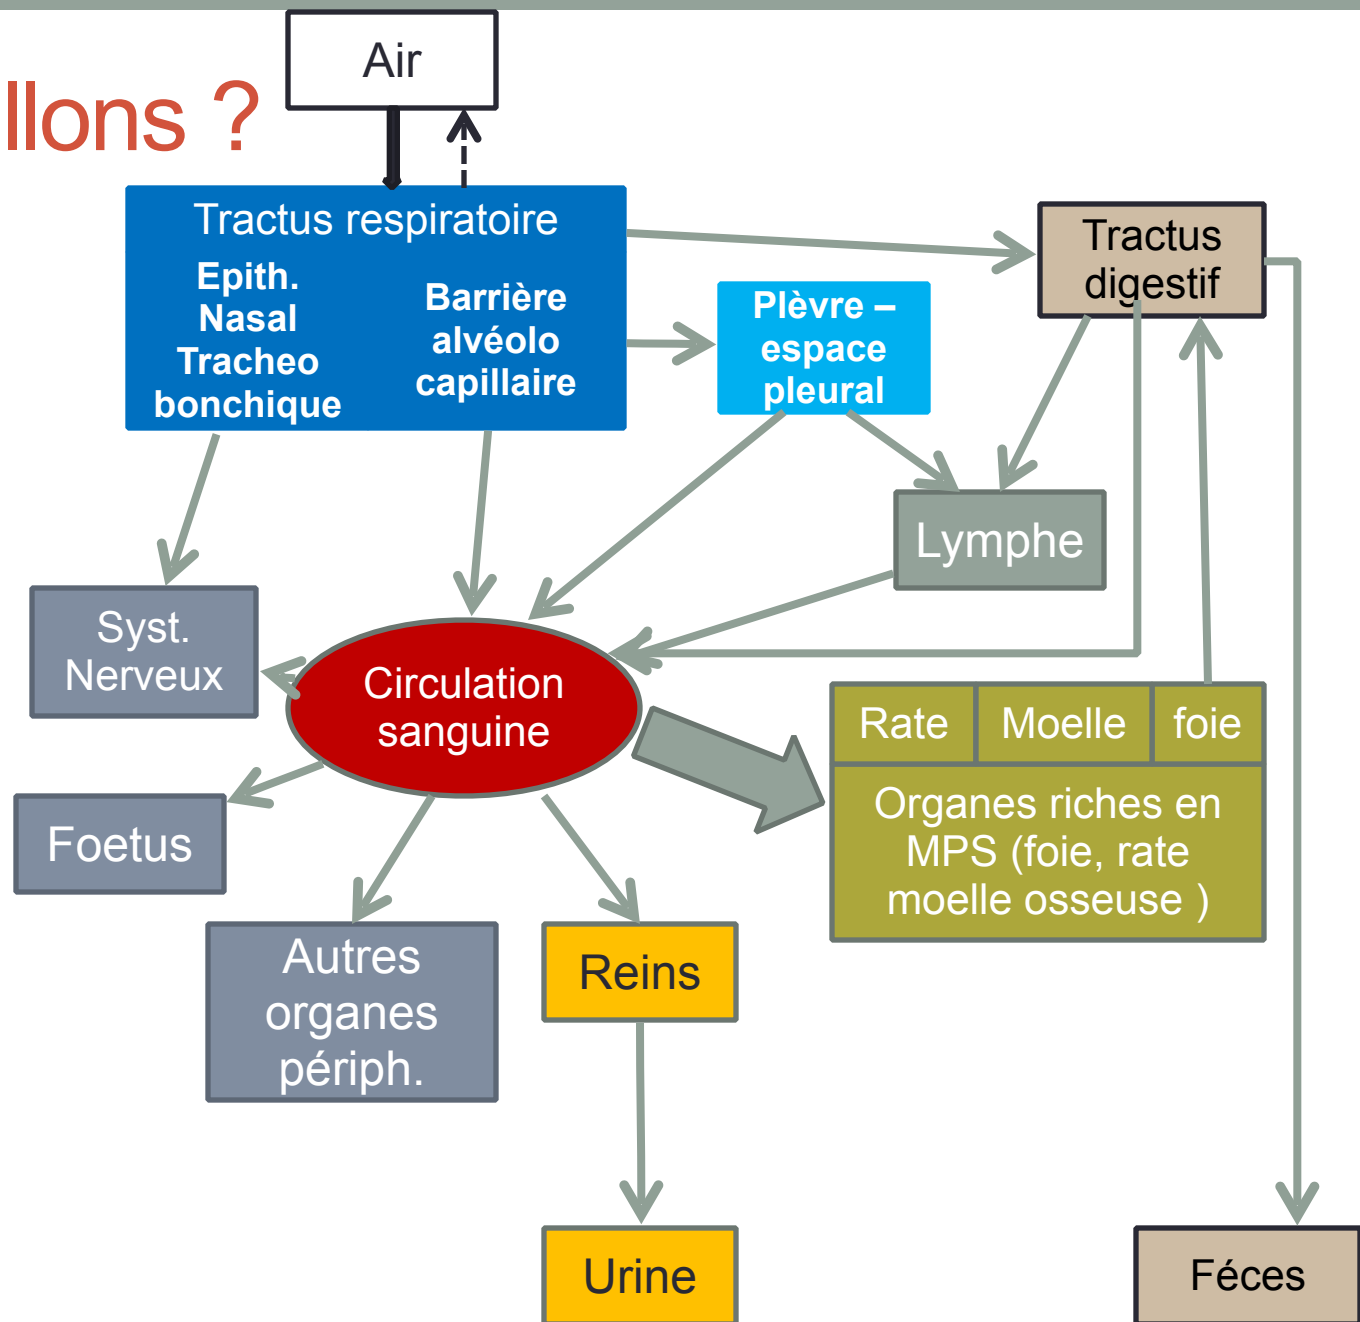 Air
llons ?
Tractus respiratoire
Epith.
Nasal
Tracheo
bonchique
Barrière
alvéolo
capillaire
Plèvre –
espace
pleural
Tractus
digestif
Lymphe
Syst.
Nerveux
Circulation
sanguine
Rate
Moelle
foie
Organes riches en
MPS (foie, rate
moelle osseuse )
Foetus
Autres
organes
périph.
Reins
Urine
Féces